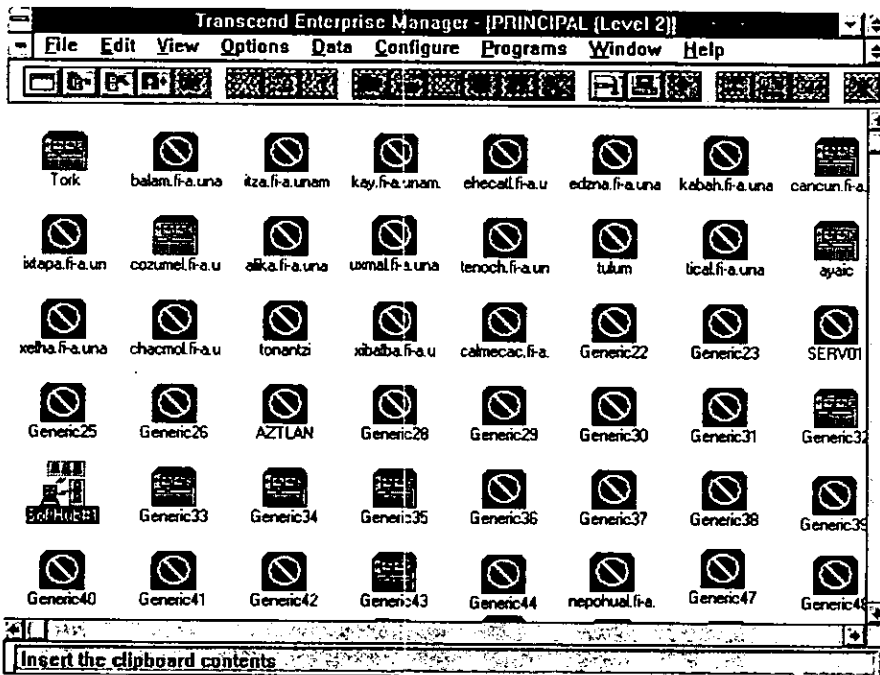 Transcend Enterprise Manager - [PRINCIPAL (Level 2)]
File Edit View Options Data Configure Programs Window Help
Tork balam.fi-a.una itza.fi-a.unam kay.fi-a.unam. ehecatl.fi-a.u edzna.fi-a.una kabah.fi-a.una cancun.fi-a.
ixtapa.fi-a.un cozumel.fi-a.u alika.fi-a.una uxmal.fi-a.una tenoch.fi-a.un tulum tical.fi-a.una ayaic
xelha.fi-a.una chacmol.fi-a.u tonantzi xibalba.fi-a.u calmecac.fi-a. Generic22 Generic23 SERV01
Generic25 Generic26 AZTLAN Generic28 Generic29 Generic30 Generic31 Generic32
SoftHub#1 Generic33 Generic34 Generic35 Generic36 Generic37 Generic38 Generic39
Generic40 Generic41 Generic42 Generic43 Generic44 nepohual.fi-a. Generic47 Generic48
Insert the clipboard contents